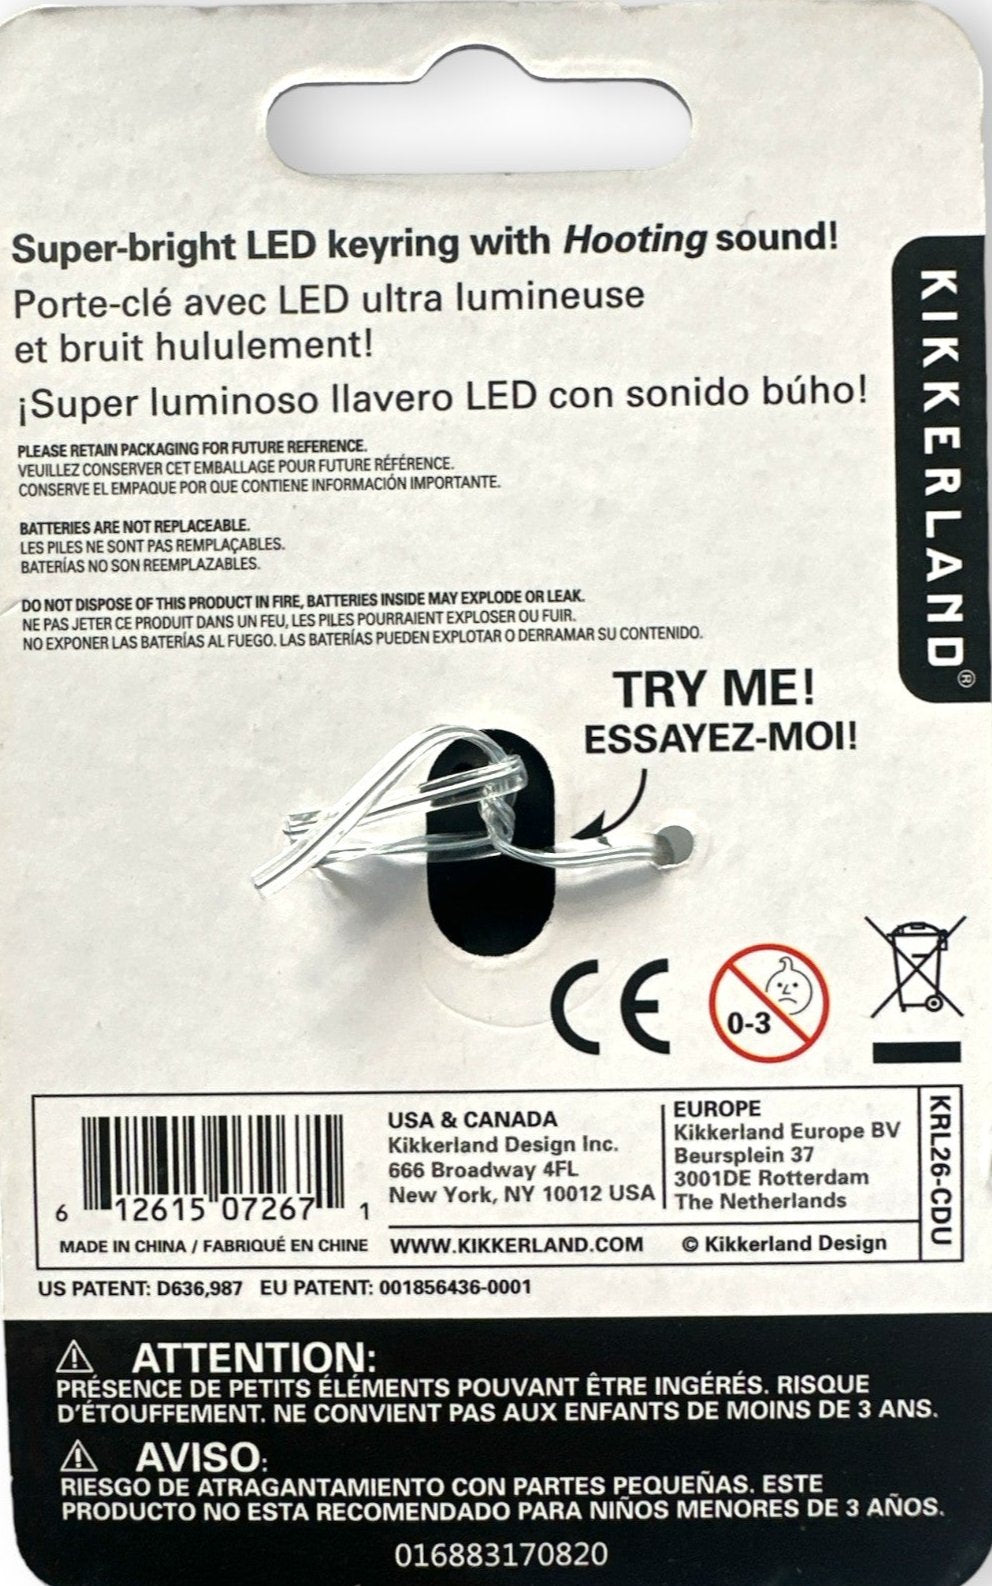 Super-bright LED keyring with Hooting sound!
Porte-clé avec LED ultra lumineuse
et bruit hululement!
¡Super luminoso llavero LED con sonido búho!
KIKKERLAND®
PLEASE RETAIN PACKAGING FOR FUTURE REFERENCE.
VEUILLEZ CONSERVER CET EMBALLAGE POUR FUTURE RÉFÉRENCE.
CONSERVE EL EMPAQUE POR QUE CONTIENE INFORMACIÓN IMPORTANTE.
BATTERIES ARE NOT REPLACEABLE.
LES PILES NE SONT PAS REMPLAÇABLES.
BATERÍAS NO SON REEMPLAZABLES.
DO NOT DISPOSE OF THIS PRODUCT IN FIRE, BATTERIES INSIDE MAY EXPLODE OR LEAK.
NE PAS JETER CE PRODUIT DANS UN FEU, LES PILES POURRAIENT EXPLOSER OU FUIR.
NO EXPONER LAS BATERÍAS AL FUEGO. LAS BATERÍAS PUEDEN EXPLOTAR O DERRAMAR SU CONTENIDO.
TRY ME!
ESSAYEZ-MOI!
CE
0-3
6 12615 07267 1
MADE IN CHINA / FABRIQUÉ EN CHINE
USA & CANADA
Kikkerland Design Inc.
666 Broadway 4FL
New York, NY 10012 USA
EUROPE
Kikkerland Europe BV
Beursplein 37
3001DE Rotterdam
The Netherlands
WWW.KIKKERLAND.COM
© Kikkerland Design
KRL26-CDU
US PATENT: D636,987 EU PATENT: 001856436-0001
⚠ ATTENTION:
PRÉSENCE DE PETITS ÉLÉMENTS POUVANT ÊTRE INGÉRÉS. RISQUE
D'ÉTOUFFEMENT. NE CONVIENT PAS AUX ENFANTS DE MOINS DE 3 ANS.
⚠ AVISO:
RIESGO DE ATRAGANTAMIENTO CON PARTES PEQUEÑAS. ESTE
PRODUCTO NO ESTA RECOMENDADO PARA NIÑOS MENORES DE 3 AÑOS.
016883170820